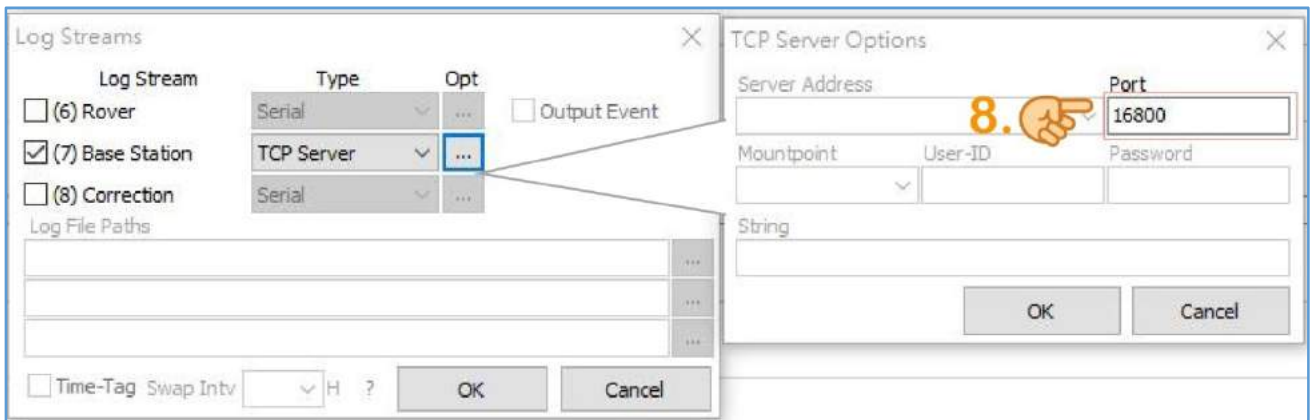 Log Streams
Log Stream Type Opt
(6) Rover Serial ... Output Event
(7) Base Station TCP Server ...
(8) Correction Serial ...
Log File Paths
...
...
...
Time-Tag Swap Intv H ? OK Cancel
TCP Server Options
Server Address Port
8. 16800
Mountpoint User-ID Password
String
OK Cancel